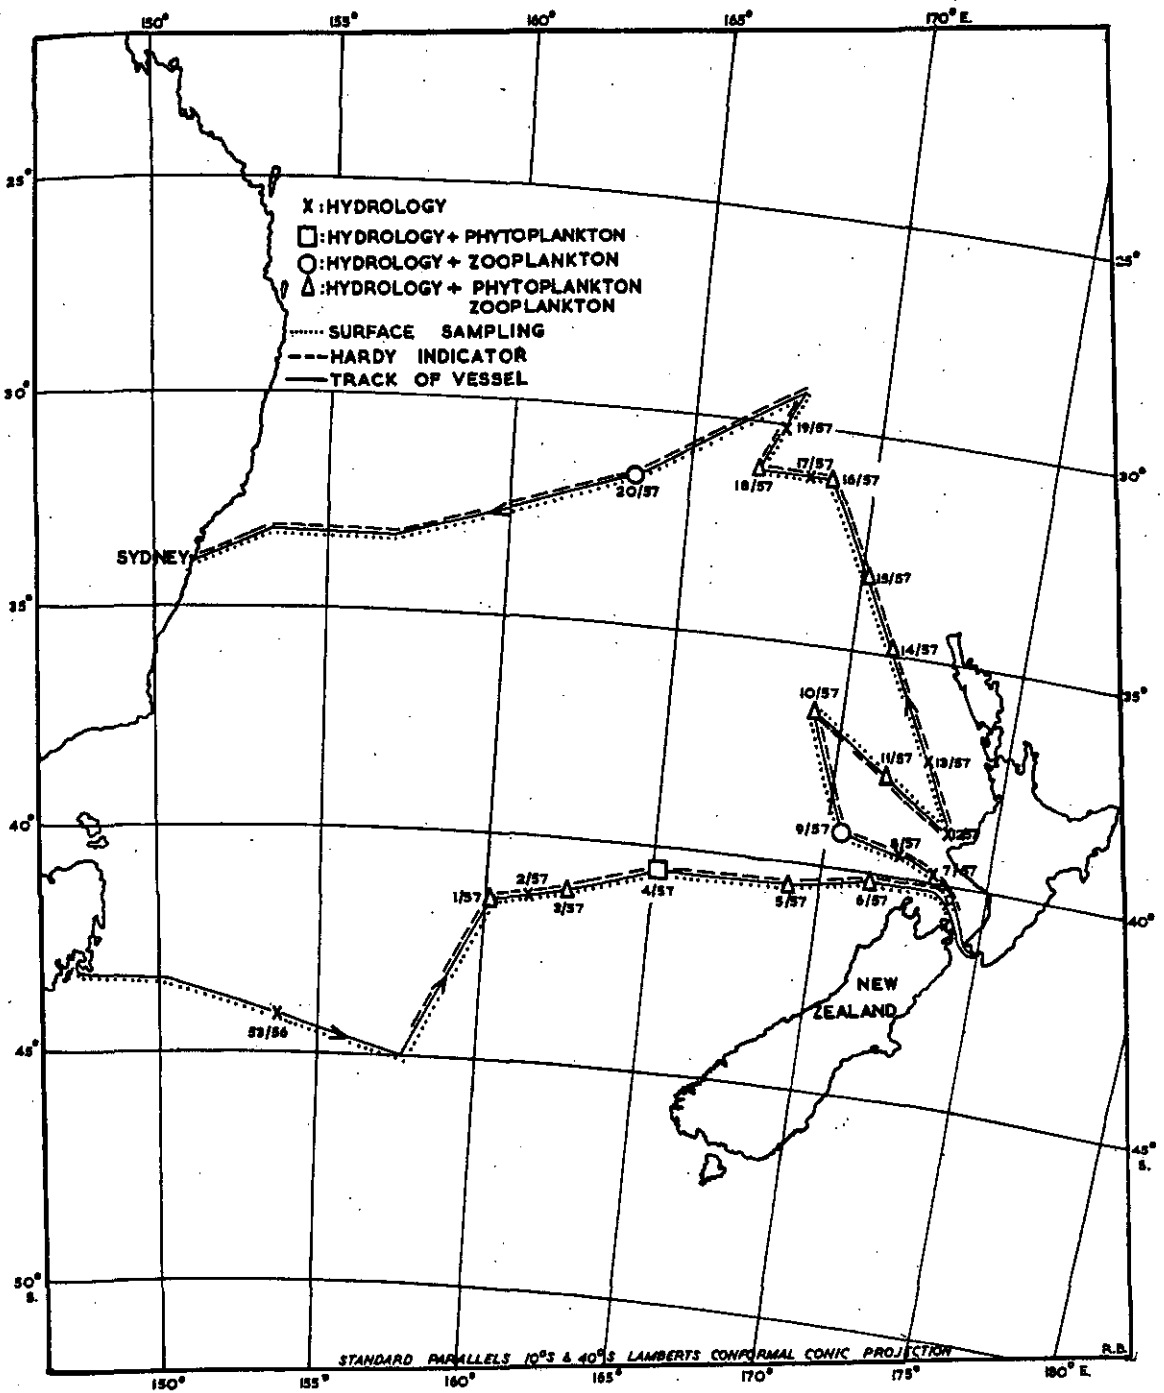 150° 155° 160° 165° 170° E.
25°
X:HYDROLOGY
□:HYDROLOGY + PHYTOPLANKTON
○:HYDROLOGY + ZOOPLANKTON
△:HYDROLOGY + PHYTOPLANKTON
ZOOPLANKTON
SURFACE SAMPLING
HARDY INDICATOR
TRACK OF VESSEL
25°
30°
19/57
17/57
18/57
16/57
20/57
30°
SYDNEY
15/57
35°
14/57
35°
10/57
11/57
13/57
40°
9/57
12/57
8/57
7/57
2/57
1/57
3/57
4/57
5/57
6/57
40°
NEW
ZEALAND
53/56
45°
45°
S.
50°
S.
STANDARD PARALLELS 10°S & 40°S LAMBERTS CONFORMAL CONIC PROJECTION
R.B.
150° 155° 160° 165° 170° 175° 180° E.